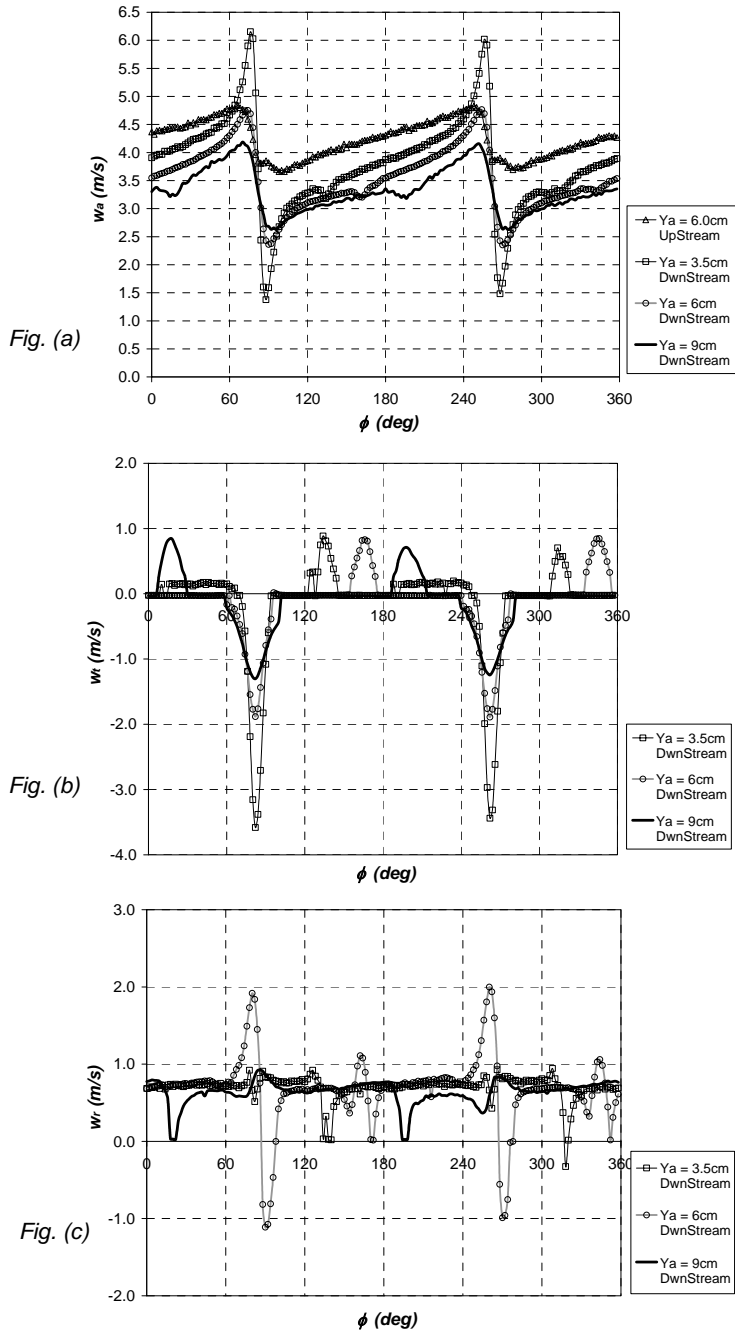 6.5
6.0
5.5
5.0
4.5
4.0
3.5
3.0
2.5
2.0
1.5
1.0
0.5
0.0
wa (m/s)
0 60 120 180 240 300 360
ϕ (deg)
Fig. (a)
Ya = 6.0cm
UpStream
Ya = 3.5cm
DwnStream
Ya = 6cm
DwnStream
Ya = 9cm
DwnStream
2.0
1.0
0.0
-1.0
-2.0
-3.0
-4.0
wt (m/s)
0 60 120 180 240 300 360
ϕ (deg)
Fig. (b)
Ya = 3.5cm
DwnStream
Ya = 6cm
DwnStream
Ya = 9cm
DwnStream
3.0
2.0
1.0
0.0
-1.0
-2.0
wr (m/s)
0 60 120 180 240 300 360
ϕ (deg)
Fig. (c)
Ya = 3.5cm
DwnStream
Ya = 6cm
DwnStream
Ya = 9cm
DwnStream